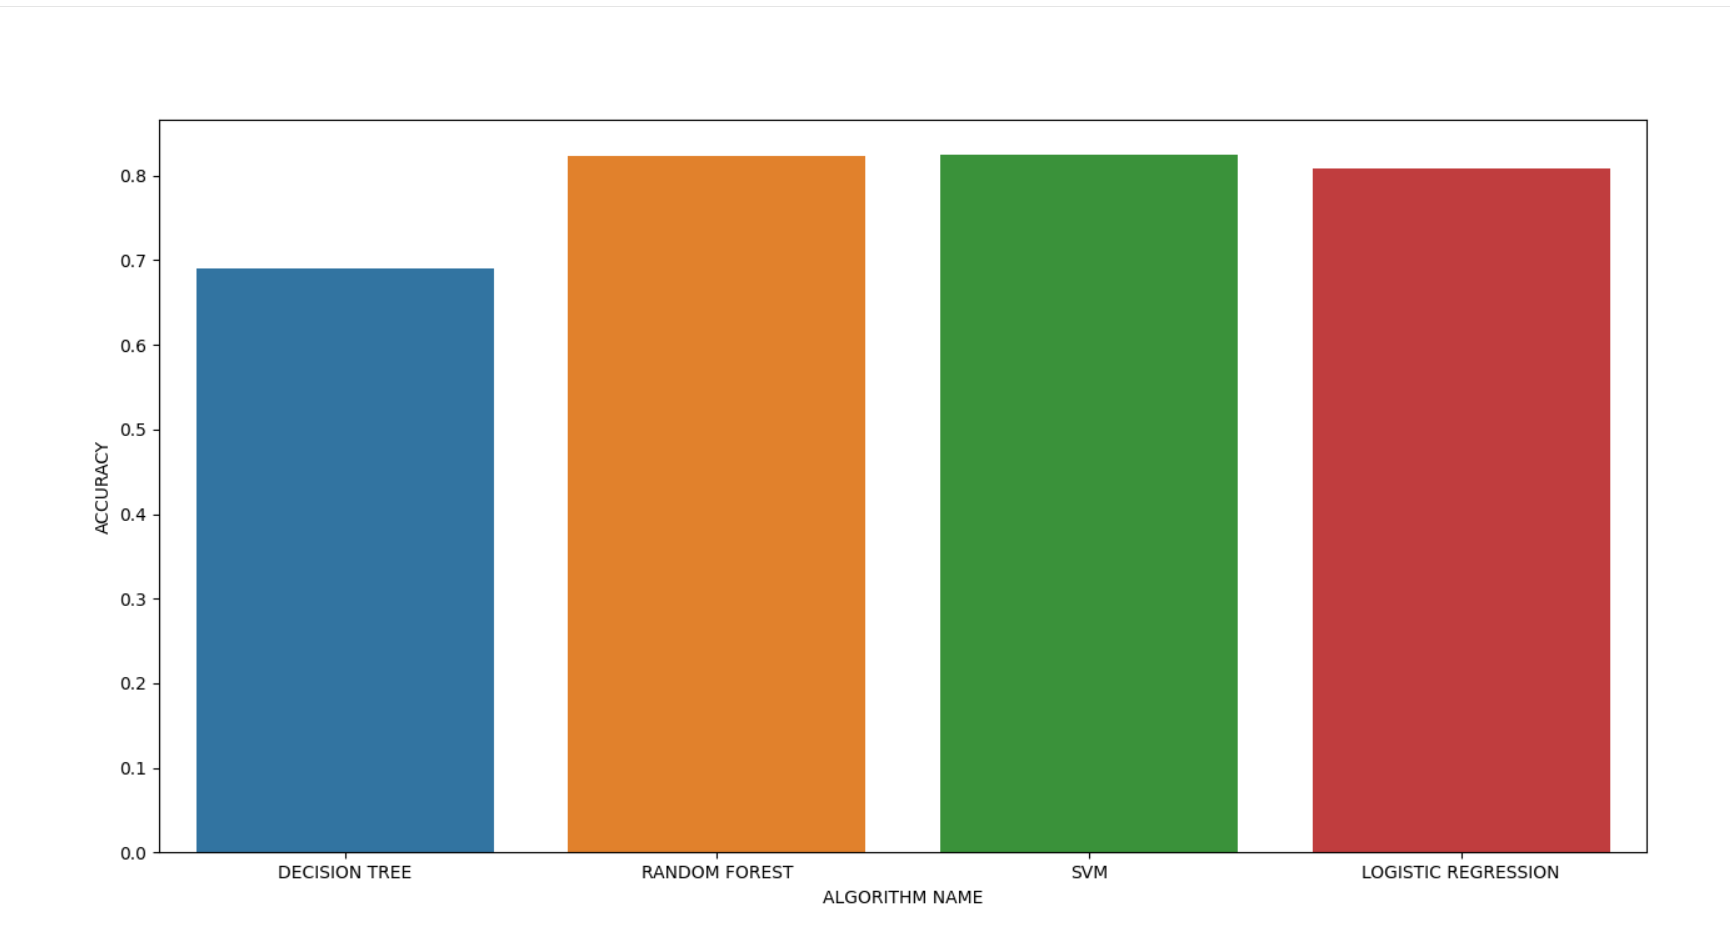 ACCURACY
0.8
0.7
0.6
0.5
0.4
0.3
0.2
0.1
0.0
DECISION TREE
RANDOM FOREST
SVM
LOGISTIC REGRESSION
ALGORITHM NAME